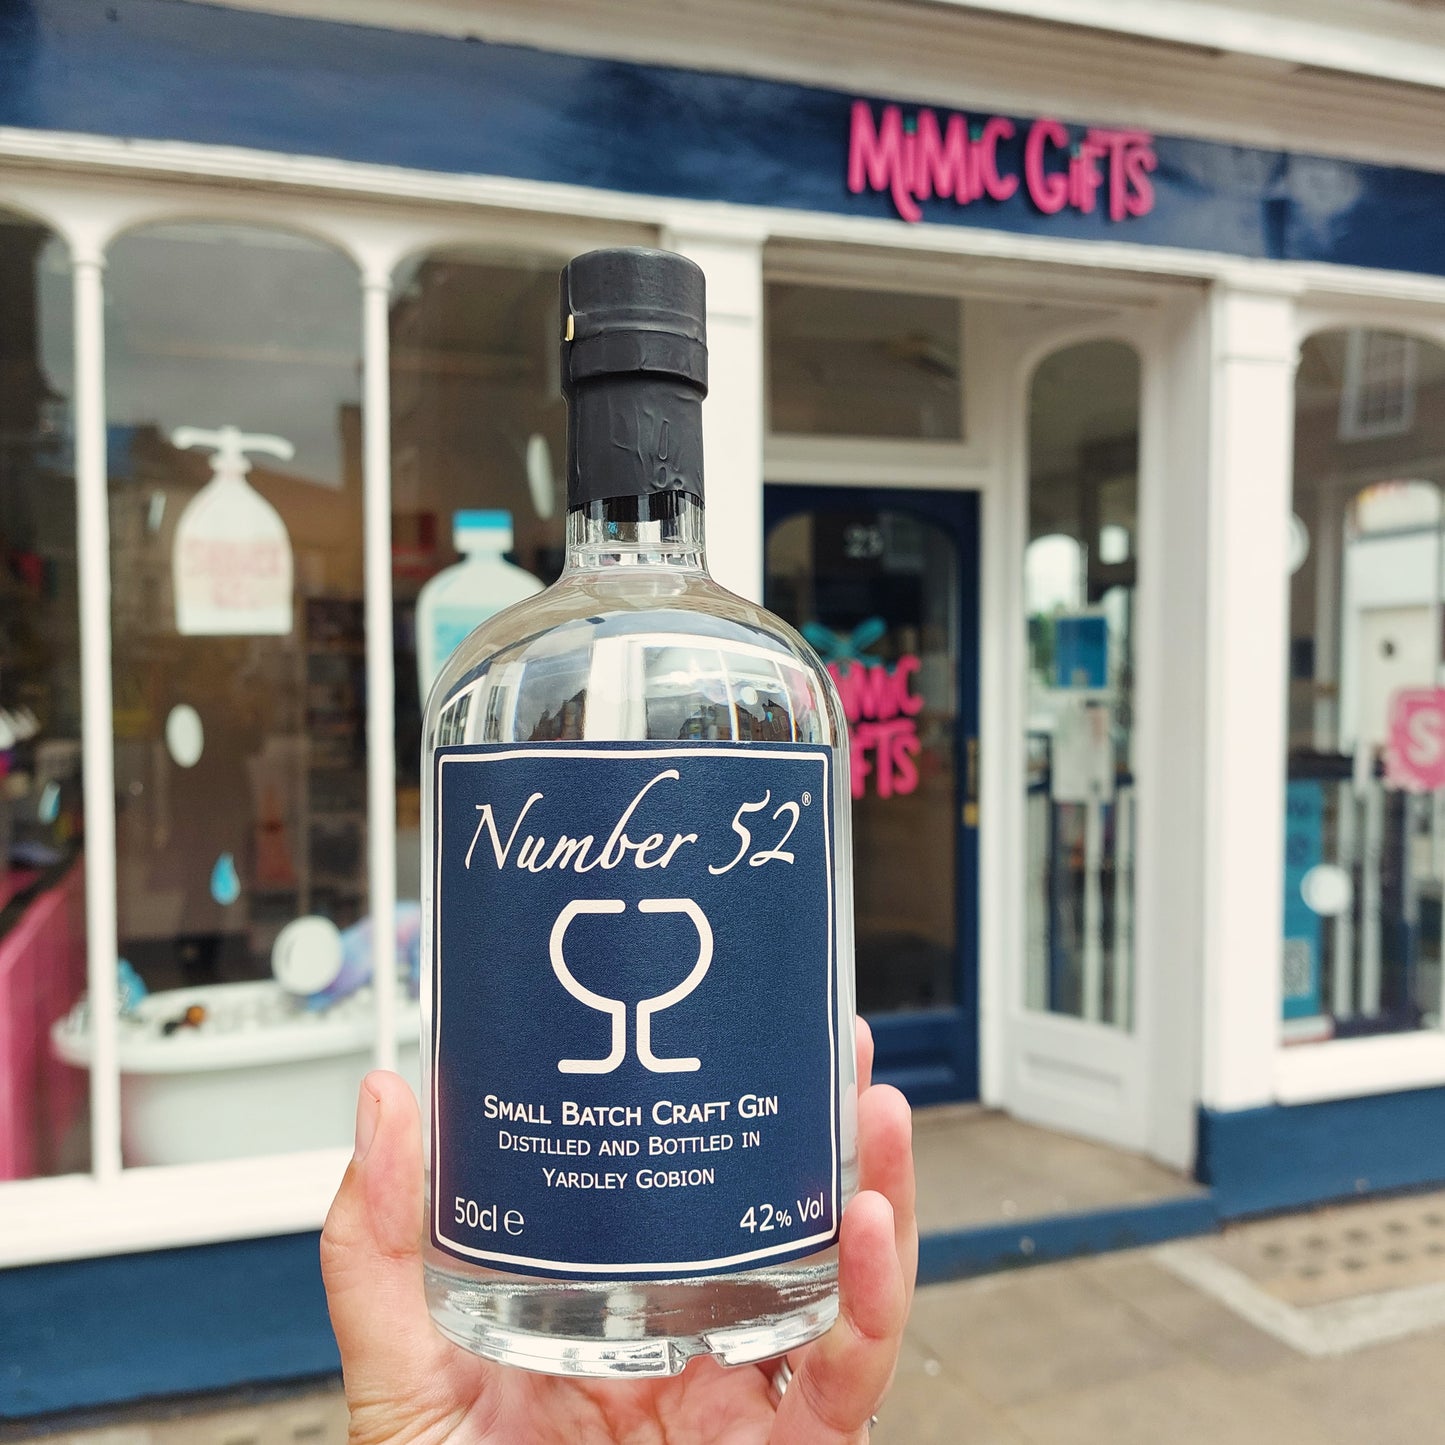 MiMiC GiFTS
23
MiMiC
GiFTS
S
Number 52®
Small Batch Craft Gin
Distilled and Bottled in
Yardley Gobion
50cl ℮
42% Vol